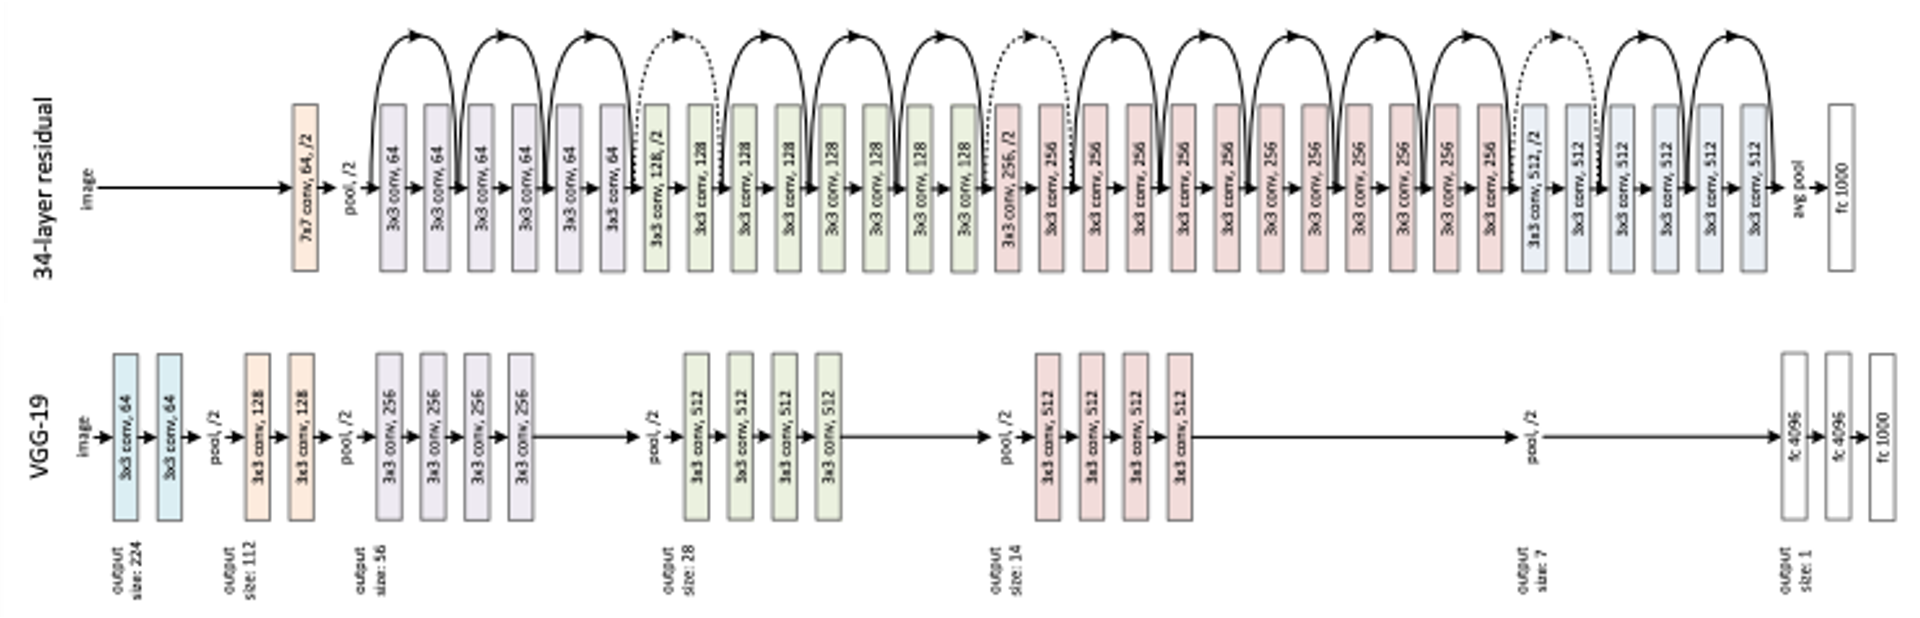 34-layer residual
image
7x7 conv, 64, /2
pool, /2
3x3 conv, 64
3x3 conv, 64
3x3 conv, 64
3x3 conv, 64
3x3 conv, 64
3x3 conv, 64
3x3 conv, 128, /2
3x3 conv, 128
3x3 conv, 128
3x3 conv, 128
3x3 conv, 128
3x3 conv, 128
3x3 conv, 128
3x3 conv, 128
3x3 conv, 256, /2
3x3 conv, 256
3x3 conv, 256
3x3 conv, 256
3x3 conv, 256
3x3 conv, 256
3x3 conv, 256
3x3 conv, 256
3x3 conv, 256
3x3 conv, 256
3x3 conv, 256
3x3 conv, 256
3x3 conv, 512, /2
3x3 conv, 512
3x3 conv, 512
3x3 conv, 512
3x3 conv, 512
3x3 conv, 512
avg pool
fc 1000
VGG-19
image
3x3 conv, 64
3x3 conv, 64
pool, /2
3x3 conv, 128
3x3 conv, 128
pool, /2
3x3 conv, 256
3x3 conv, 256
3x3 conv, 256
3x3 conv, 256
pool, /2
3x3 conv, 512
3x3 conv, 512
3x3 conv, 512
3x3 conv, 512
pool, /2
3x3 conv, 512
3x3 conv, 512
3x3 conv, 512
3x3 conv, 512
pool, /2
fc 4096
fc 4096
fc 1000
output
size: 224
output
size: 112
output
size: 56
output
size: 28
output
size: 14
output
size: 7
output
size: 1